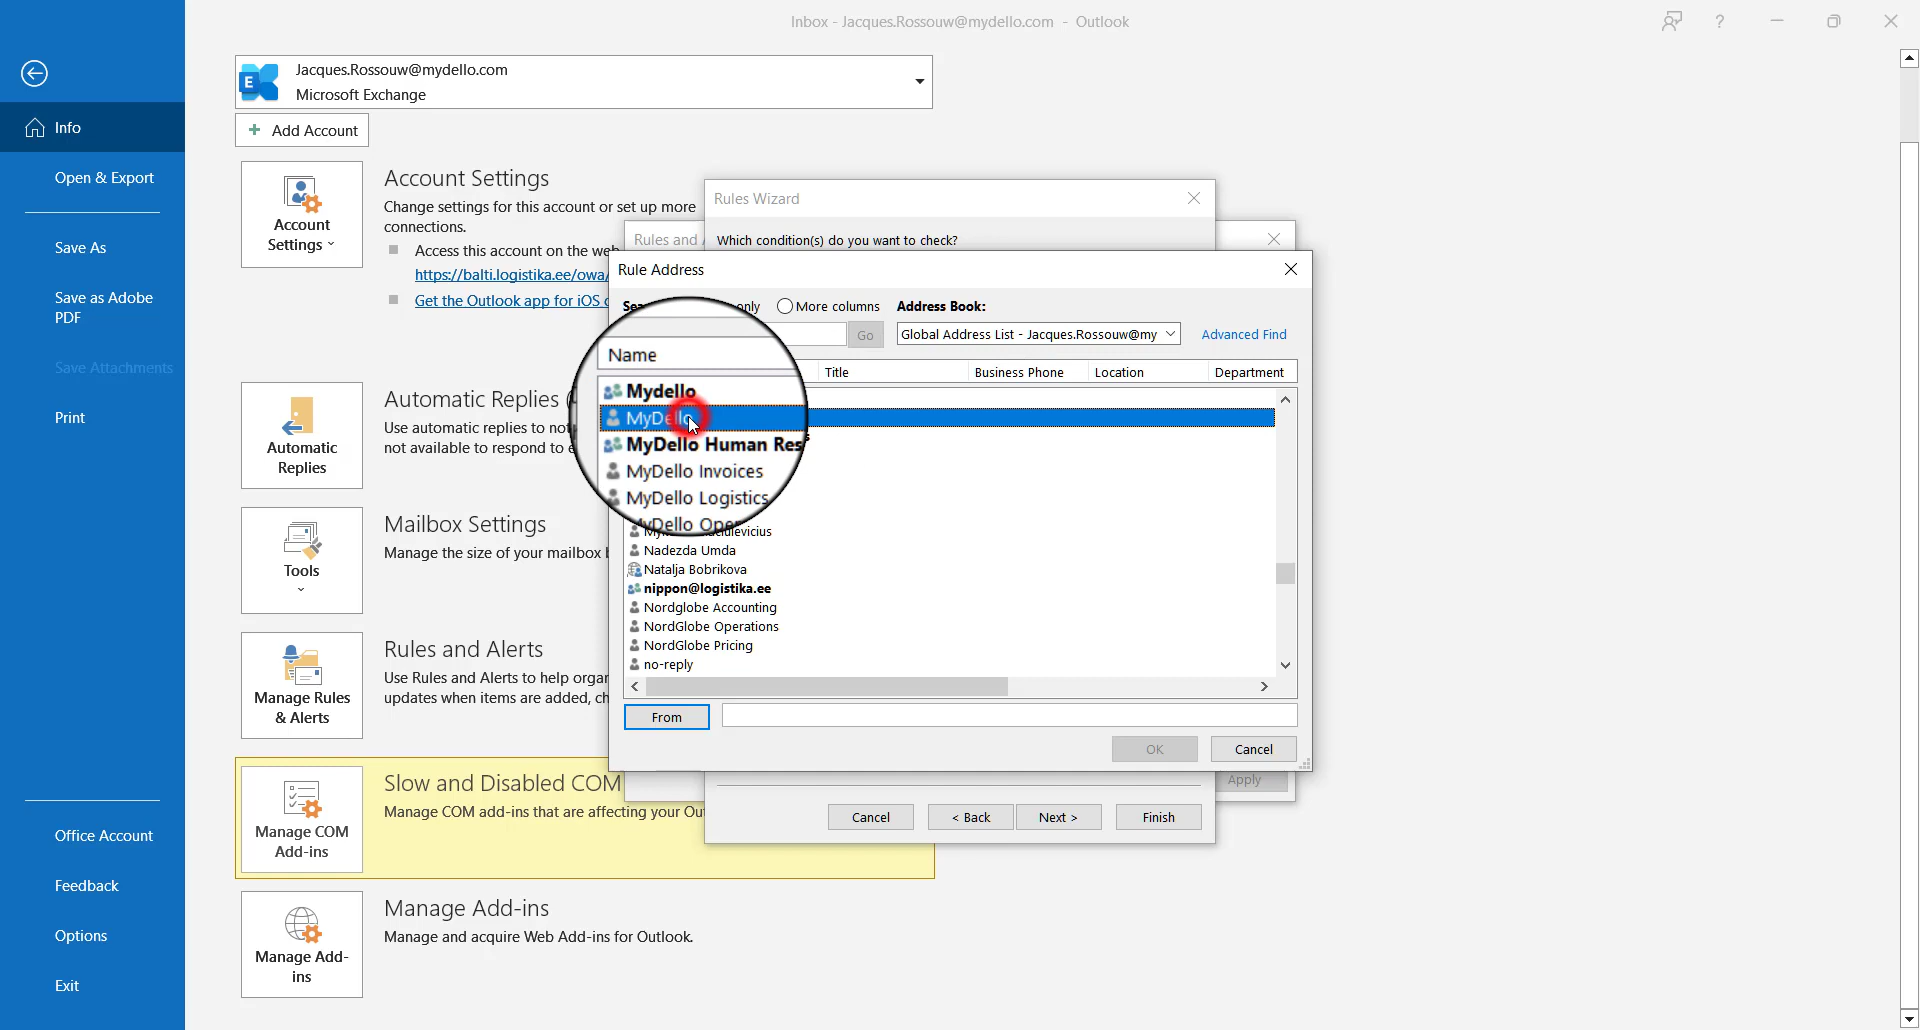 Inbox - Jacques.Rossouw@mydello.com - Outlook
?
Info
Open & Export
Save As
Save as Adobe
PDF
Save Attachments
Print
Office Account
Feedback
Options
Exit
E
Jacques.Rossouw@mydello.com
Microsoft Exchange
+ Add Account
Account
Settings
Account Settings
Change settings for this account or set up more
connections.
Access this account on the web
https://balti.logistika.ee/owa/
Get the Outlook app for iOS
Automatic
Replies
Automatic Replies
Use automatic replies to
not available to respond to
Tools
Mailbox Settings
Manage the size of your mailbox
Manage Rules
& Alerts
Rules and Alerts
Use Rules and Alerts to help
updates when items are added,
Manage COM
Add-ins
Slow and Disabled COM
Manage COM add-ins that are affecting your
Manage Add-
ins
Manage Add-ins
Manage and acquire Web Add-ins for Outlook.
Rules and
Apply
Rules Wizard
Which condition(s) do you want to check?
Cancel
< Back
Next >
Finish
Rule Address
only
More columns
Address Book:
Go
Global Address List - Jacques.Rossouw@my
Advanced Find
Name
Title
Business Phone
Location
Department
Mydello
MyDello
MyDello Human Res
MyDello Invoices
MyDello Logistics
MyDello
Nadezda Umda
Natalja Bobrikova
nippon@logistika.ee
Nordglobe Accounting
NordGlobe Operations
NordGlobe Pricing
no-reply
From
OK
Cancel